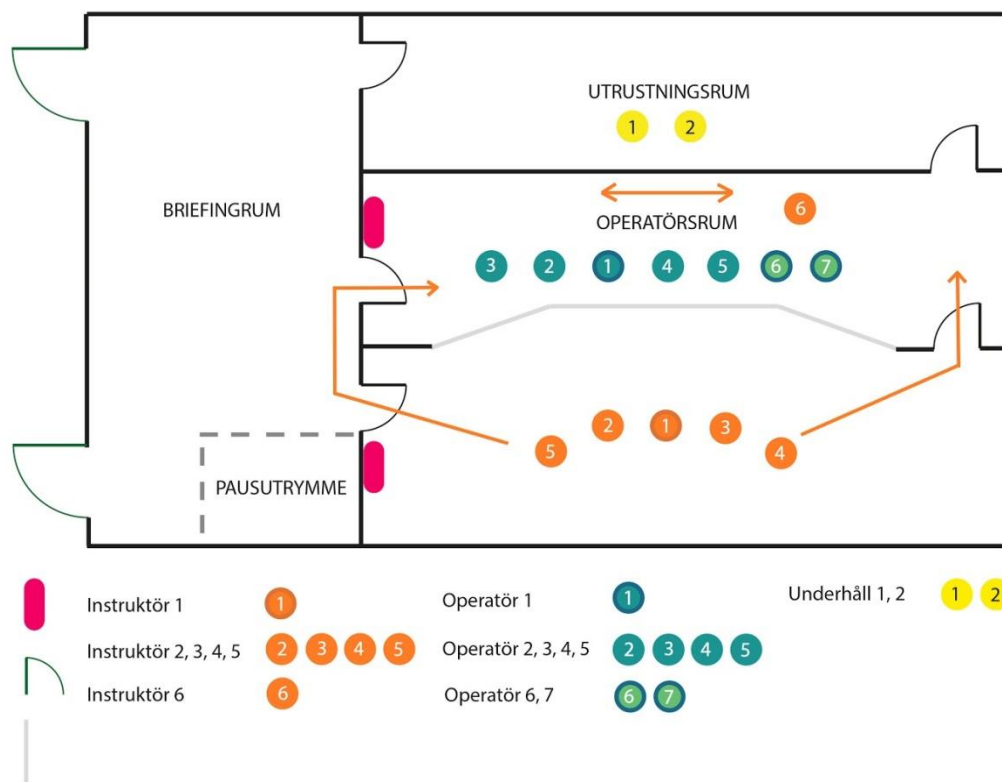 UTRUSTNINGSRUM
1 2
BRIEFINGRUM
6
OPERATÖRSRUM
3 2 1 4 5 6 7
2 1 3
5 4
PAUSUTRYMME
Instruktör 1 1 Operatör 1 1 Underhåll 1, 2 1 2
Instruktör 2, 3, 4, 5 2 3 4 5 Operatör 2, 3, 4, 5 2 3 4 5
Instruktör 6 6 Operatör 6, 7 6 7